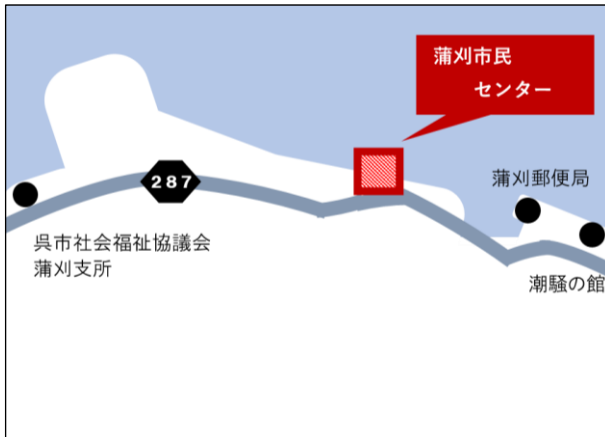 蒲刈市民
センター
蒲刈郵便局
287
呉市社会福祉協議会
蒲刈支所
潮騒の館